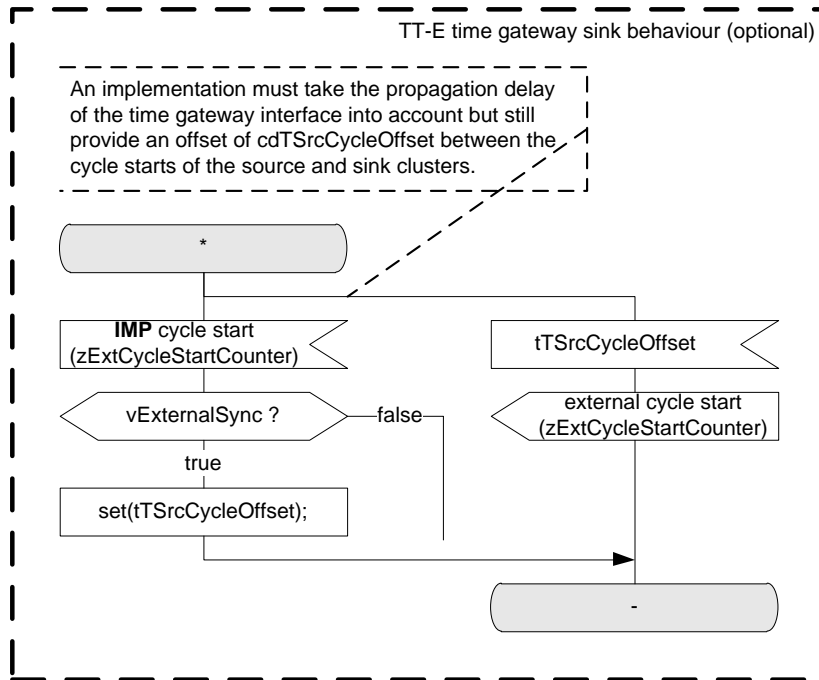 TT-E time gateway sink behaviour (optional)
An implementation must take the propagation delay
of the time gateway interface into account but still
provide an offset of cdTSrcCycleOffset between the
cycle starts of the source and sink clusters.
*
IMP cycle start
(zExtCycleStartCounter)
tTSrcCycleOffset
vExternalSync ?
false
external cycle start
(zExtCycleStartCounter)
true
set(tTSrcCycleOffset);
-